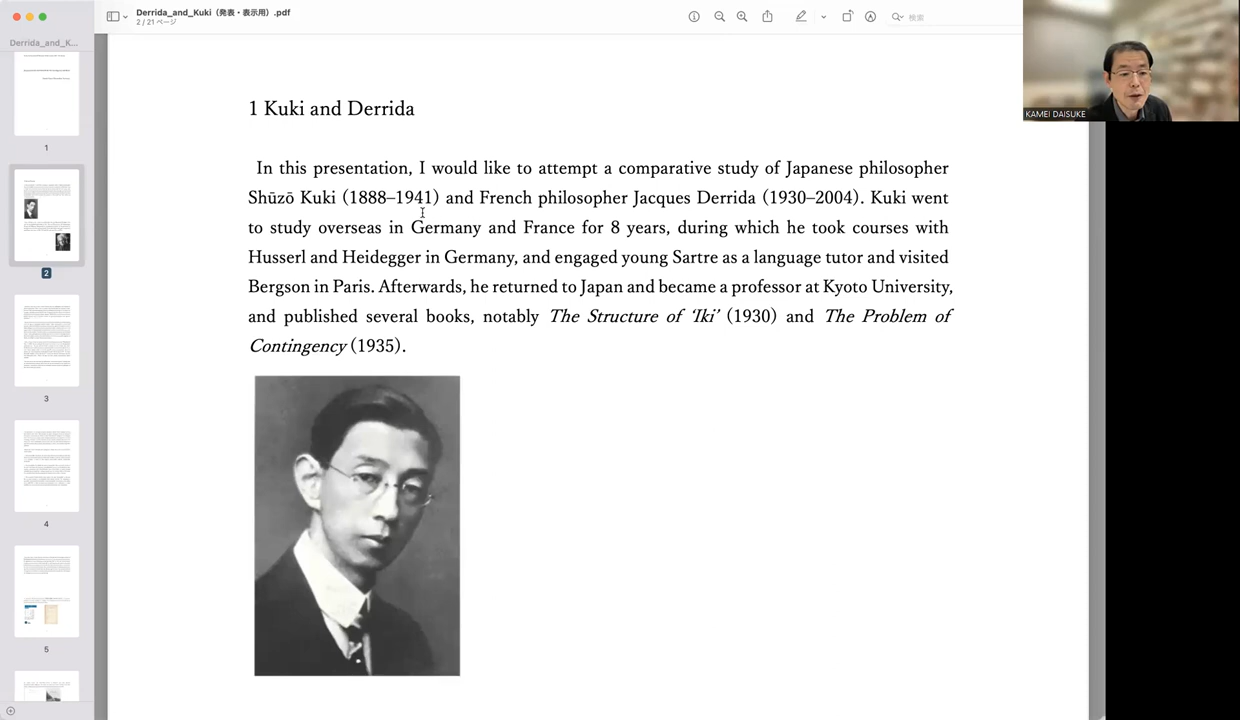 Derrida_and_Kuki（発表・表示用）.pdf
2 / 21 ページ
検索
Derrida_and_K...
1
2
3
4
5
1 Kuki and Derrida
In this presentation, I would like to attempt a comparative study of Japanese philosopher
Shūzō Kuki (1888–1941) and French philosopher Jacques Derrida (1930–2004). Kuki went
to study overseas in Germany and France for 8 years, during which he took courses with
Husserl and Heidegger in Germany, and engaged young Sartre as a language tutor and visited
Bergson in Paris. Afterwards, he returned to Japan and became a professor at Kyoto University,
and published several books, notably The Structure of ‘Iki’ (1930) and The Problem of
Contingency (1935).
KAMEI DAISUKE